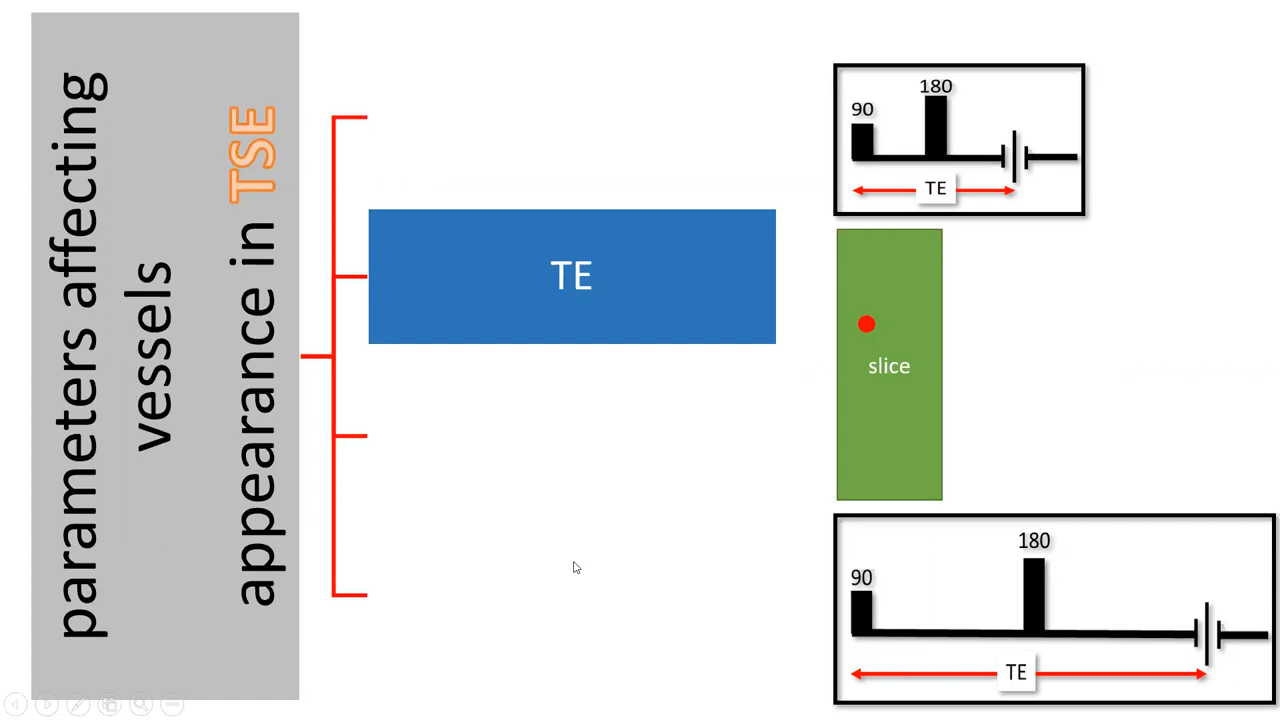 parameters affecting
vessels
appearance in TSE
TE
90
180
TE
slice
90
180
TE